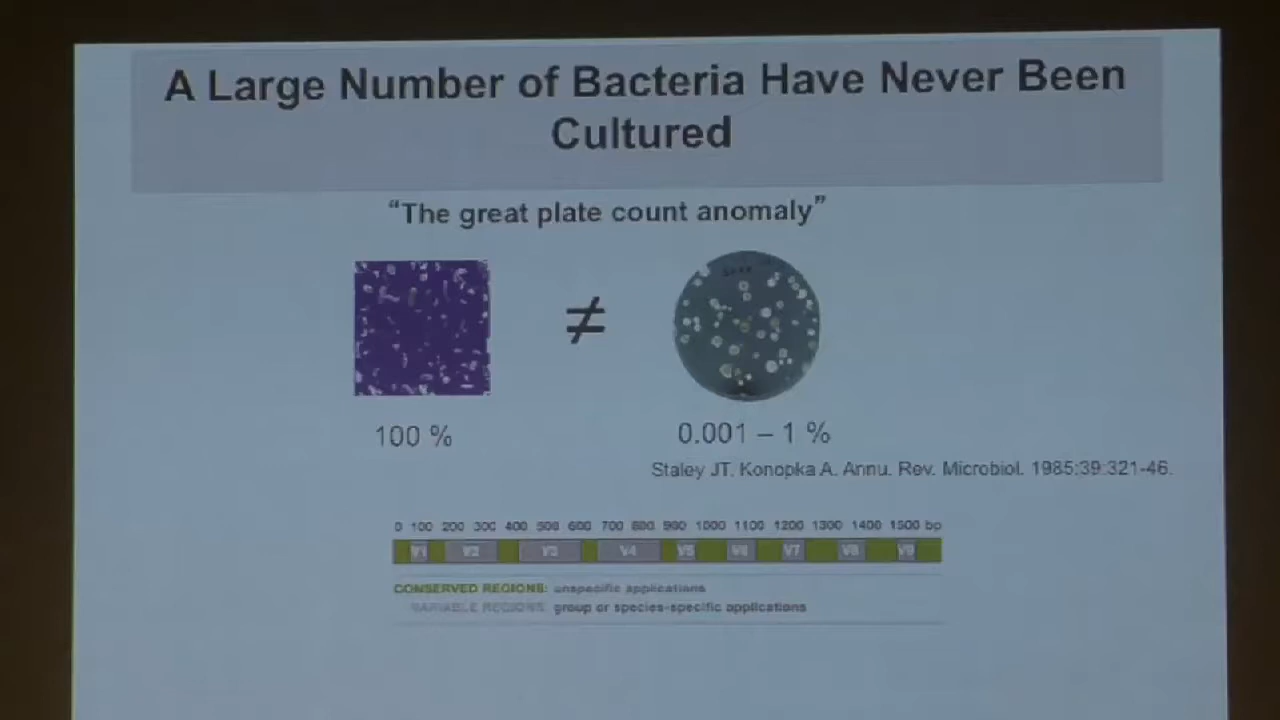 A Large Number of Bacteria Have Never Been
Cultured
“The great plate count anomaly”
≠
100 %
0.001 – 1 %
Staley JT. Konopka A. Annu. Rev. Microbiol. 1985:39:321-46.
0 100 200 300 400 500 600 700 800 900 1000 1100 1200 1300 1400 1500 bp
V1 V2 V3 V4 V5 V6 V7 V8 V9
CONSERVED REGIONS: unspecific applications
VARIABLE REGIONS: group or species-specific applications